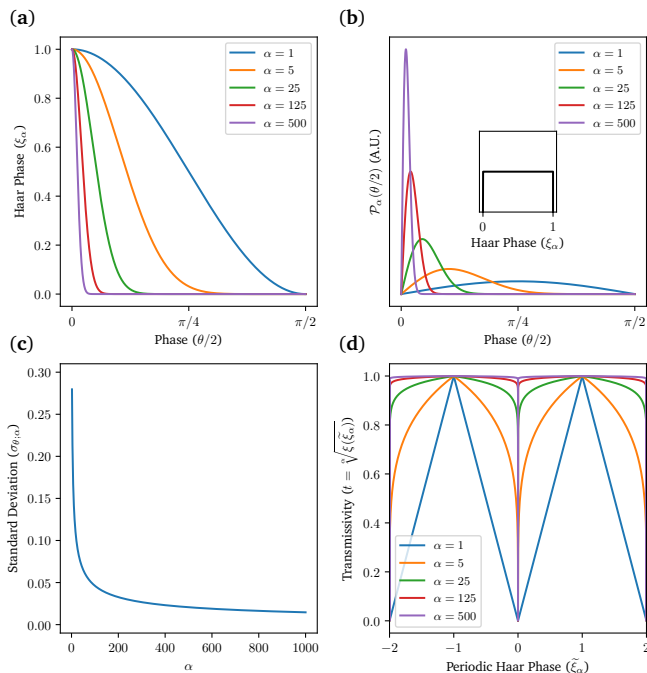 (a)
Haar Phase (ξα)
1.0
0.8
0.6
0.4
0.2
0.0
α = 1
α = 5
α = 25
α = 125
α = 500
0
π/4
π/2
Phase (θ/2)
(b)
𝒫α(θ/2) (A.U.)
α = 1
α = 5
α = 25
α = 125
α = 500
0
1
Haar Phase (ξα)
0
π/4
π/2
Phase (θ/2)
(c)
Standard Deviation (σθ;α)
0.30
0.25
0.20
0.15
0.10
0.05
0.00
0
200
400
600
800
1000
α
(d)
Transmissivity (t = ᵅ√ξ(ξ̃α))
1.0
0.8
0.6
0.4
0.2
0.0
α = 1
α = 5
α = 25
α = 125
α = 500
−2
−1
0
1
2
Periodic Haar Phase (ξ̃α)